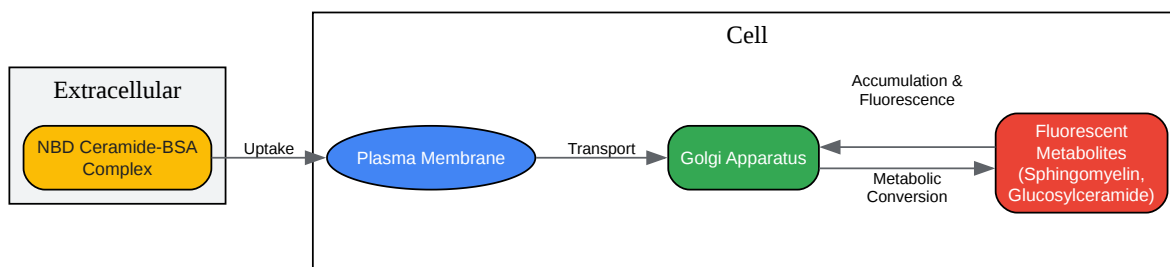 Cell
Extracellular
NBD Ceramide-BSA
Complex
Uptake
Plasma Membrane
Transport
Golgi Apparatus
Accumulation &
Fluorescence
Metabolic
Conversion
Fluorescent
Metabolites
(Sphingomyelin,
Glucosylceramide)